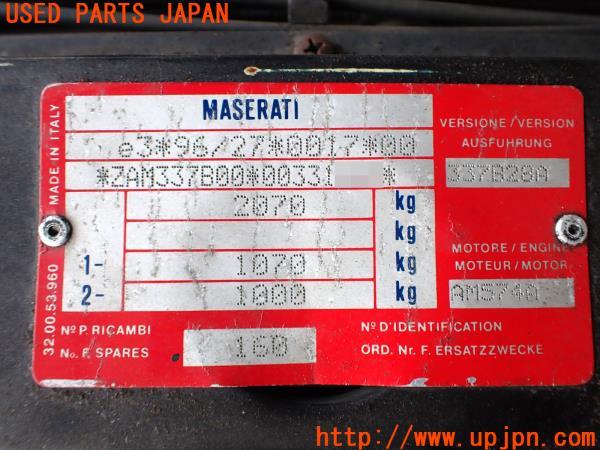 USED PARTS JAPAN
MADE IN ITALY
MASERATI
e3*96/27*0017*00
*ZAM337B00*00331 *
2070 kg
kg
1- 1070 kg
2- 1000 kg
VERSIONE/VERSION
AUSFUHRUNG
337B28A
MOTORE/ENGINE
MOTEUR/MOTOR
AM574A
32.00.53.960
Nº P. RICAMBI
No. F. SPARES
160
Nº D'IDENTIFICATION
ORD. Nr. F. ERSATZZWECKE
UPJ
http://www.upjpn.com